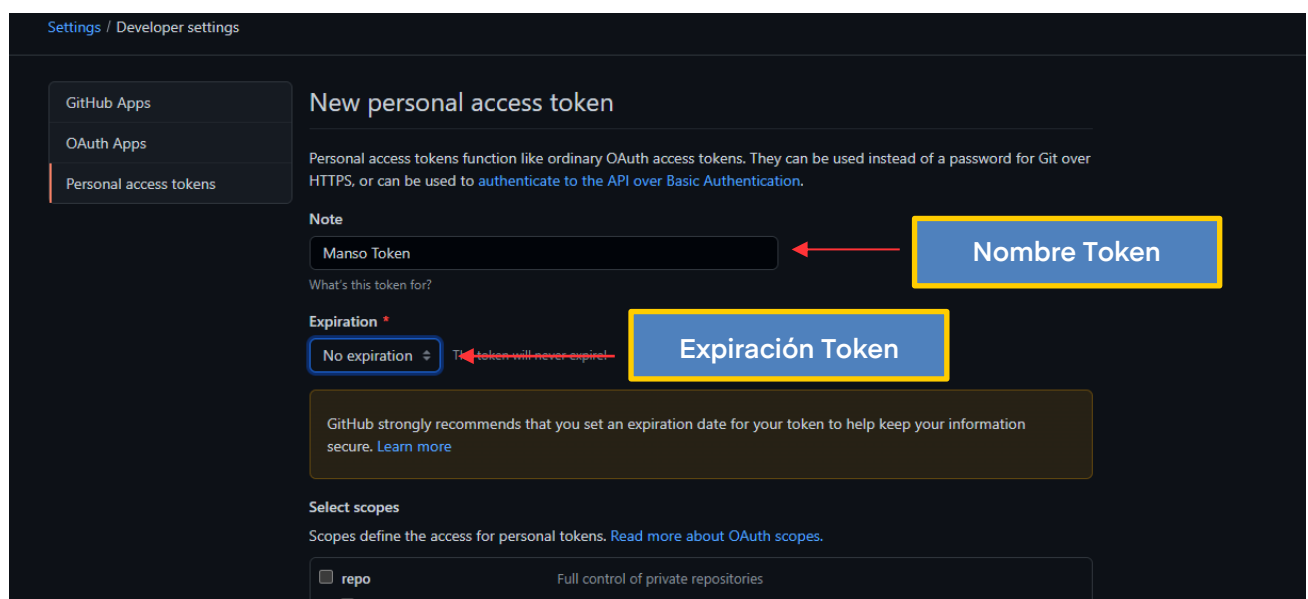 Settings / Developer settings
GitHub Apps
OAuth Apps
Personal access tokens
New personal access token
Personal access tokens function like ordinary OAuth access tokens. They can be used instead of a password for Git over
HTTPS, or can be used to authenticate to the API over Basic Authentication.
Note
Manso Token
Nombre Token
What's this token for?
Expiration *
No expiration
The token will never expire!
Expiración Token
GitHub strongly recommends that you set an expiration date for your token to help keep your information
secure. Learn more
Select scopes
Scopes define the access for personal tokens. Read more about OAuth scopes.
repo
Full control of private repositories